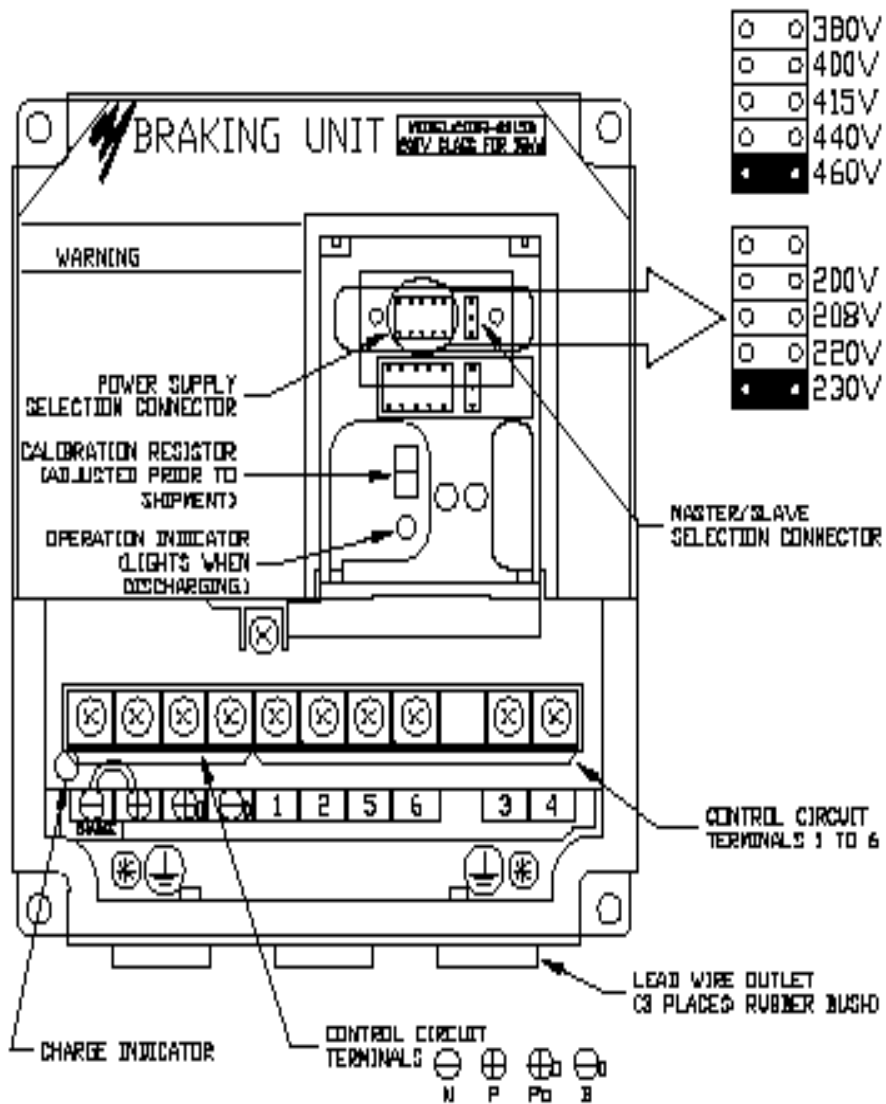 380V
400V
415V
440V
460V
BRAKING UNIT
WARNING
200V
208V
220V
230V
POWER SUPPLY
SELECTION CONNECTOR
CALIBRATION RESISTOR
(ADJUSTED PRIOR TO
SHIPMENT)
OPERATION INDICATOR
(LIGHTS WHEN
DISCHARGING.)
MASTER/SLAVE
SELECTION CONNECTOR
1 2 5 6 3 4
CONTROL CIRCUIT
TERMINALS 1 TO 6
LEAD WIRE OUTLET
(3 PLACES: RUBBER BUSH)
CHARGE INDICATOR
CONTROL CIRCUIT
TERMINALS
N P Po B